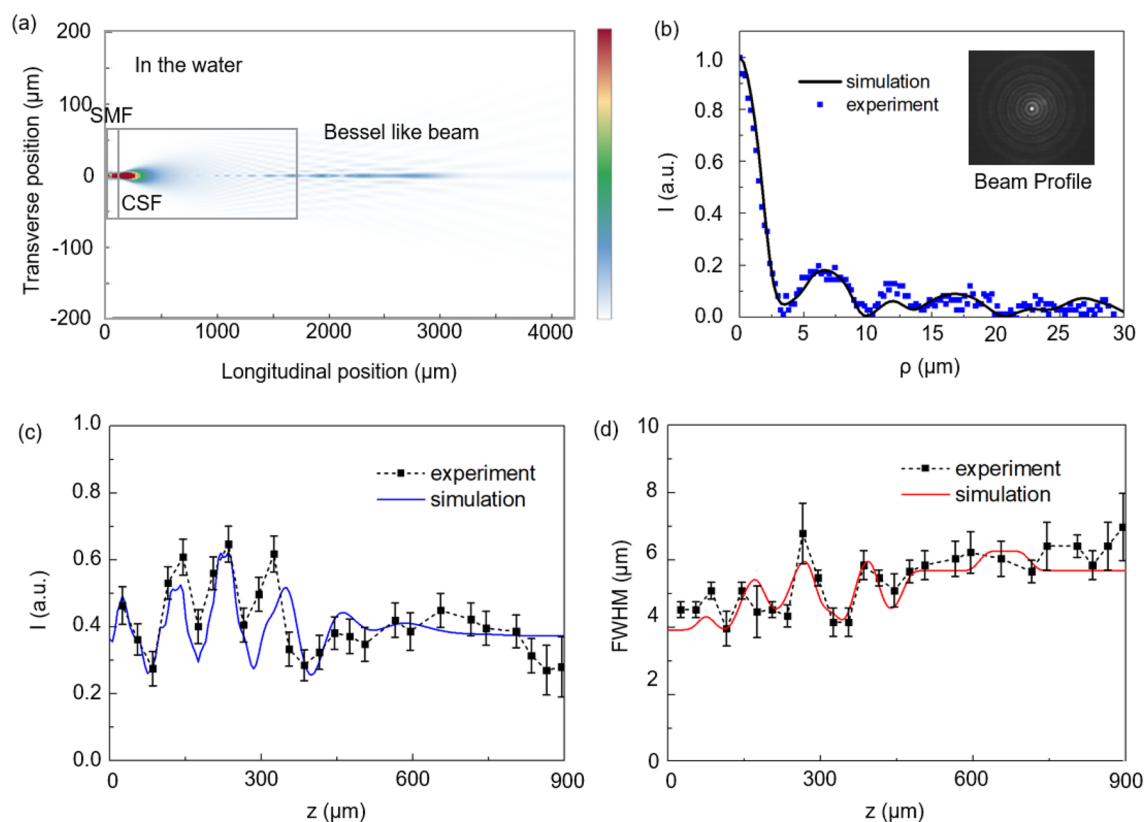 (a)
200
100
0
-100
-200
Transverse position (μm)
In the water
SMF
CSF
Bessel like beam
0
1000
2000
3000
4000
Longitudinal position (μm)
(b)
1.0
0.8
0.6
0.4
0.2
0.0
I (a.u.)
simulation
experiment
Beam Profile
0
5
10
15
20
25
30
ρ (μm)
(c)
1.0
0.8
0.6
0.4
0.2
0.0
I (a.u.)
experiment
simulation
0
300
600
900
z (μm)
(d)
10
8
6
4
2
0
FWHM (μm)
experiment
simulation
0
300
600
900
z (μm)